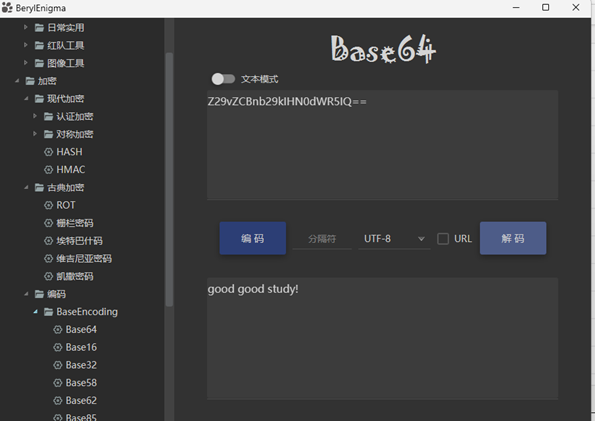 BerylEnigma
日常实用
红队工具
图像工具
加密
现代加密
认证加密
对称加密
HASH
HMAC
古典加密
ROT
栅栏密码
埃特巴什码
维吉尼亚密码
凯撒密码
编码
BaseEncoding
Base64
Base16
Base32
Base58
Base62
Base85
Base64
文本模式
Z29vZCBnb29kIHN0dWR5IQ==
编 码
分隔符
UTF-8
URL
解 码
good good study!